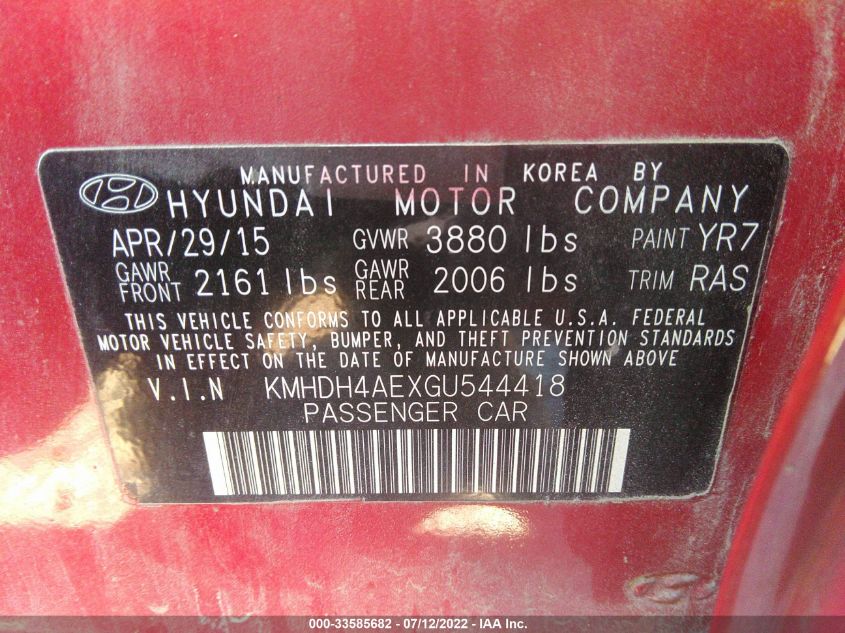 MANUFACTURED IN KOREA BY
HYUNDAI MOTOR COMPANY
APR/29/15 GVWR 3880 lbs PAINT YR7
GAWR FRONT 2161 lbs GAWR REAR 2006 lbs TRIM RAS
THIS VEHICLE CONFORMS TO ALL APPLICABLE U.S.A. FEDERAL
MOTOR VEHICLE SAFETY, BUMPER, AND THEFT PREVENTION STANDARDS
IN EFFECT ON THE DATE OF MANUFACTURE SHOWN ABOVE
V.I.N KMHDH4AEXGU544418
PASSENGER CAR
000-33585682 - 07/12/2022 - IAA Inc.